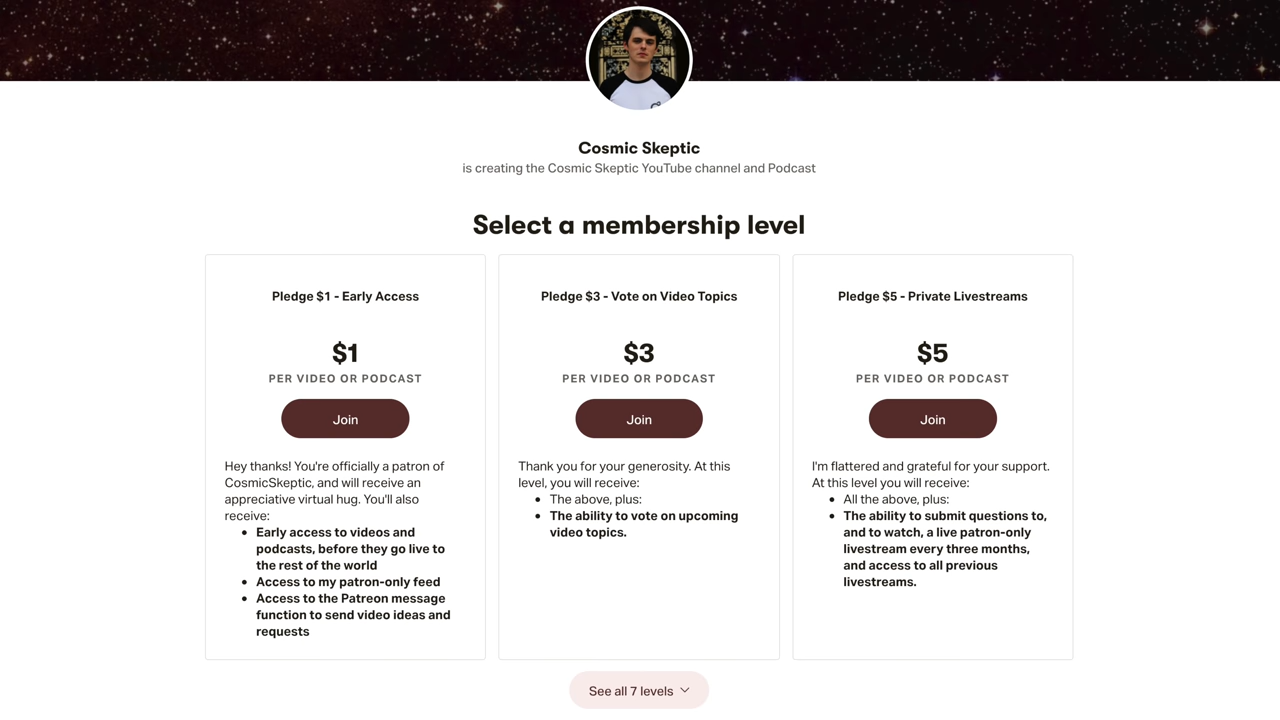 Cosmic Skeptic
is creating the Cosmic Skeptic YouTube channel and Podcast
Select a membership level
Pledge $1 - Early Access
$1
PER VIDEO OR PODCAST
Join
Hey thanks! You're officially a patron of
CosmicSkeptic, and will receive an
appreciative virtual hug. You'll also
receive:
• Early access to videos and
podcasts, before they go live to
the rest of the world
• Access to my patron-only feed
• Access to the Patreon message
function to send video ideas and
requests
Pledge $3 - Vote on Video Topics
$3
PER VIDEO OR PODCAST
Join
Thank you for your generosity. At this
level, you will receive:
• The above, plus:
• The ability to vote on upcoming
video topics.
Pledge $5 - Private Livestreams
$5
PER VIDEO OR PODCAST
Join
I'm flattered and grateful for your support.
At this level you will receive:
• All the above, plus:
• The ability to submit questions to,
and to watch, a live patron-only
livestream every three months,
and access to all previous
livestreams.
See all 7 levels